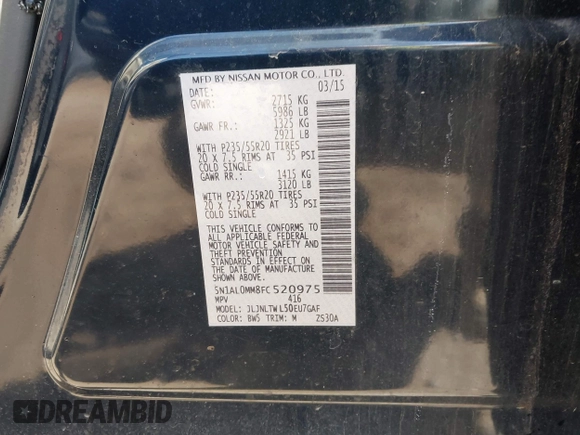 MFD BY NISSAN MOTOR CO., LTD.
DATE: 03/15
GVWR: 2715 KG
5986 LB
GAWR FR.: 1325 KG
2921 LB
WITH P235/55R20 TIRES
20 X 7.5 RIMS AT 35 PSI
COLD SINGLE
GAWR RR.: 1415 KG
3120 LB
WITH P235/55R20 TIRES
20 X 7.5 RIMS AT 35 PSI
COLD SINGLE
THIS VEHICLE CONFORMS TO
ALL APPLICABLE FEDERAL
MOTOR VEHICLE SAFETY AND
THEFT PREVENTION
STANDARDS IN EFFECT ON
THE DATE OF MANUFACTURE
SHOWN ABOVE.
5N1AL0MM8FC520975
MPV 416
MODEL: JLJNLTWL50EU7GAF
COLOR: BW5 TRIM: M ZS30A
DREAMBID